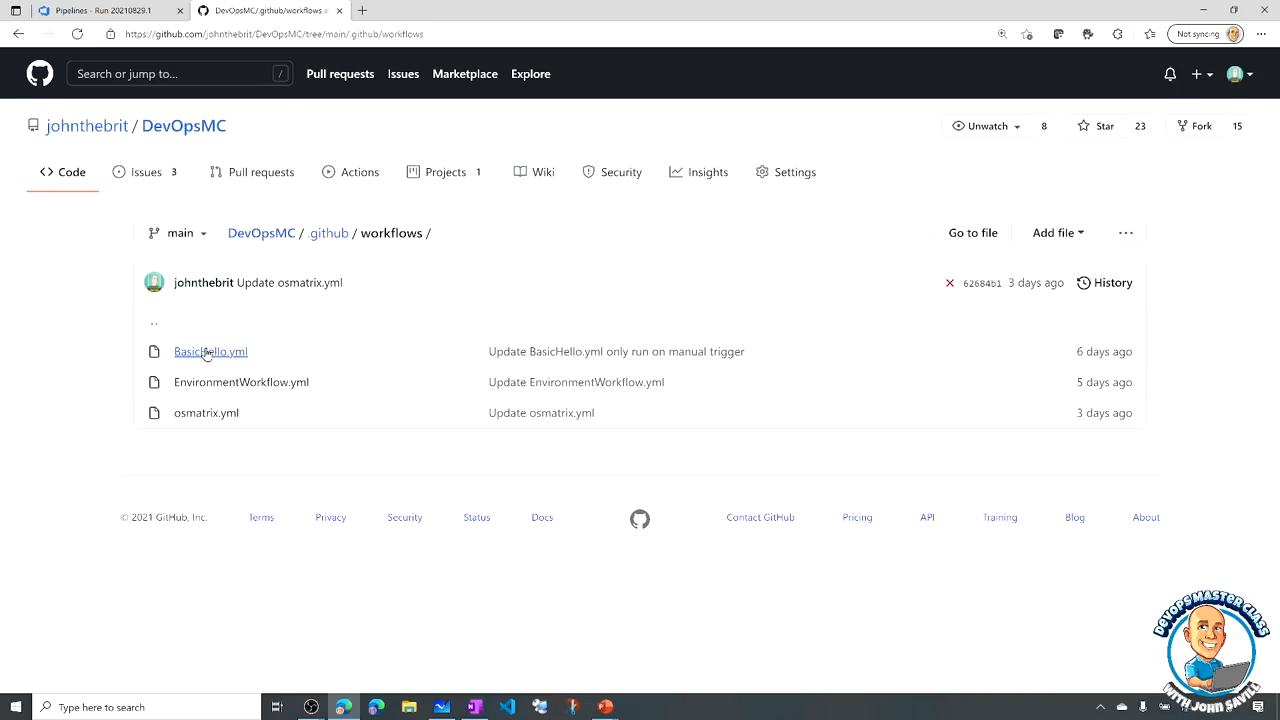 Pipelines - Run 20210829.1
DevOpsMC/.github/workflows a
https://github.com/johnthebrit/DevOpsMC/tree/main/.github/workflows
Not syncing
Search or jump to...
/
Pull requests
Issues
Marketplace
Explore
johnthebrit / DevOpsMC
Unwatch
8
Star
23
Fork
15
<> Code
Issues 3
Pull requests
Actions
Projects 1
Wiki
Security
Insights
Settings
main
DevOpsMC / .github / workflows /
Go to file
Add file
...
johnthebrit Update osmatrix.yml
62684b1 3 days ago
History
..
BasicHello.yml
Update BasicHello.yml only run on manual trigger
6 days ago
EnvironmentWorkflow.yml
Update EnvironmentWorkflow.yml
5 days ago
osmatrix.yml
Update osmatrix.yml
3 days ago
© 2021 GitHub, Inc.
Terms
Privacy
Security
Status
Docs
Contact GitHub
Pricing
API
Training
Blog
About
DEVOPS MASTER CLASS
WITH JOHN SAVILL
Type here to search